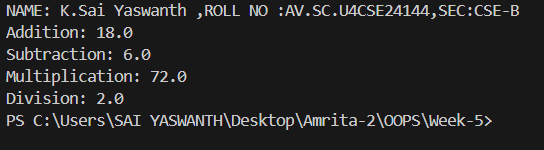 NAME: K.Sai Yaswanth ,ROLL NO :AV.SC.U4CSE24144,SEC:CSE-B
Addition: 18.0
Subtraction: 6.0
Multiplication: 72.0
Division: 2.0
PS C:\Users\SAI YASWANTH\Desktop\Amrita-2\OOPS\Week-5>